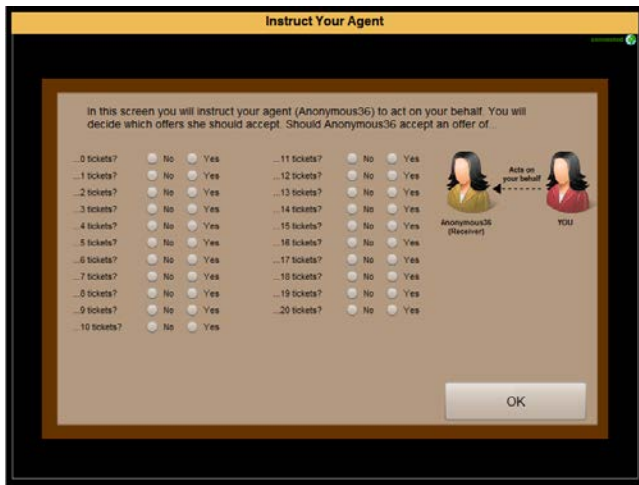 Instruct Your Agent
connected
In this screen you will instruct your agent (Anonymous36) to act on your behalf. You will
decide which offers she should accept. Should Anonymous36 accept an offer of...
...0 tickets? No Yes
...1 tickets? No Yes
...2 tickets? No Yes
...3 tickets? No Yes
...4 tickets? No Yes
...5 tickets? No Yes
...6 tickets? No Yes
...7 tickets? No Yes
...8 tickets? No Yes
...9 tickets? No Yes
...10 tickets? No Yes
...11 tickets? No Yes
...12 tickets? No Yes
...13 tickets? No Yes
...14 tickets? No Yes
...15 tickets? No Yes
...16 tickets? No Yes
...17 tickets? No Yes
...18 tickets? No Yes
...19 tickets? No Yes
...20 tickets? No Yes
Acts on
your behalf
Anonymous36
(Receiver)
YOU
OK